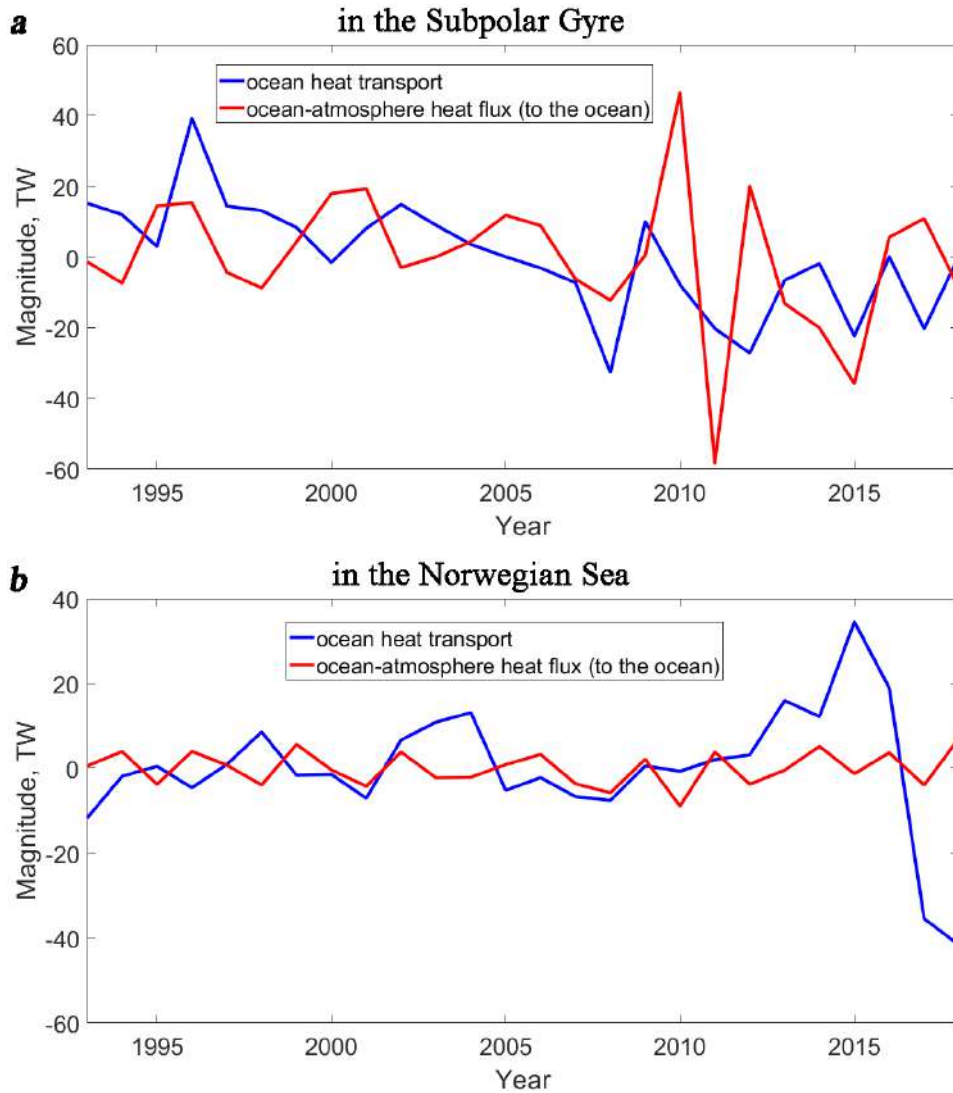 a
in the Subpolar Gyre
60
40
20
0
-20
-40
-60
Magnitude, TW
ocean heat transport
ocean-atmosphere heat flux (to the ocean)
1995
2000
2005
2010
2015
Year
b
in the Norwegian Sea
40
20
0
-20
-40
-60
Magnitude, TW
ocean heat transport
ocean-atmosphere heat flux (to the ocean)
1995
2000
2005
2010
2015
Year